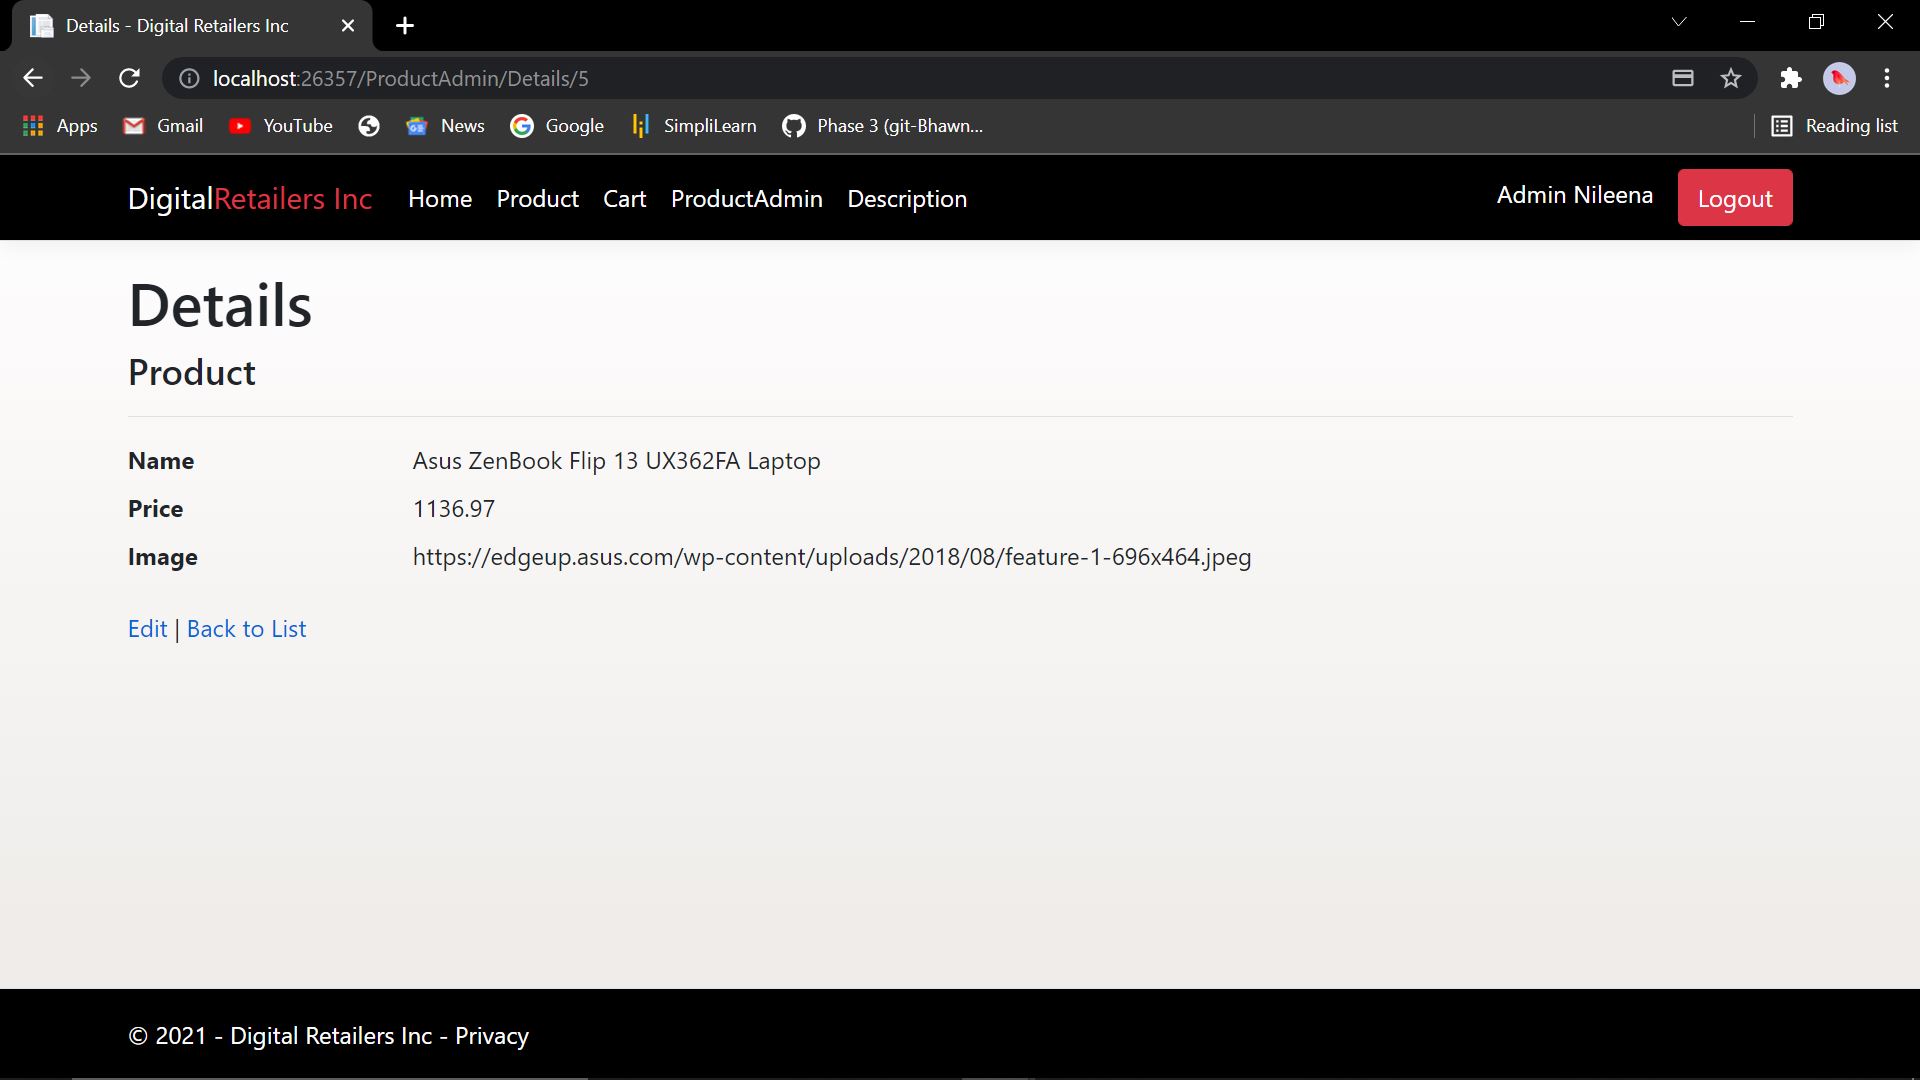 Details - Digital Retailers Inc
localhost:26357/ProductAdmin/Details/5
Apps Gmail YouTube News Google SimpliLearn Phase 3 (git-Bhawn... Reading list
DigitalRetailers Inc Home Product Cart ProductAdmin Description Admin Nileena Logout
Details
Product
Name Asus ZenBook Flip 13 UX362FA Laptop
Price 1136.97
Image https://edgeup.asus.com/wp-content/uploads/2018/08/feature-1-696x464.jpeg
Edit | Back to List
© 2021 - Digital Retailers Inc - Privacy